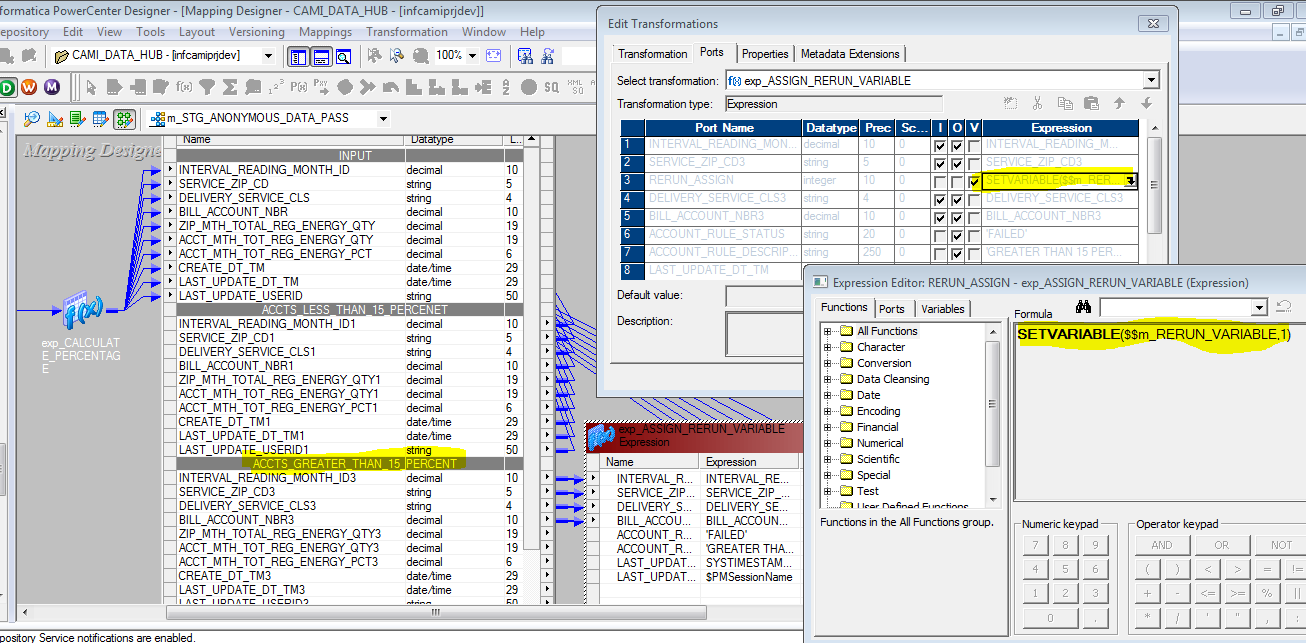 nformatica PowerCenter Designer - [Mapping Designer - CAMI_DATA_HUB - [infcamiprjdev]]
epository Edit View Tools Layout Versioning Mappings Transformation Window Help
CAMI_DATA_HUB - [infcamiprjdev] 100%
D W M
m_STG_ANONYMOUS_DATA_PASS
Mapping Designe
exp_CALCULAT
E_PERCENTAG
E
Name Datatype L...
INPUT
INTERVAL_READING_MONTH_ID decimal 10
SERVICE_ZIP_CD string 5
DELIVERY_SERVICE_CLS string 4
BILL_ACCOUNT_NBR decimal 10
ZIP_MTH_TOTAL_REG_ENERGY_QTY decimal 19
ACCT_MTH_TOT_REG_ENERGY_QTY decimal 19
ACCT_MTH_TOT_REG_ENERGY_PCT decimal 6
CREATE_DT_TM date/time 29
LAST_UPDATE_DT_TM date/time 29
LAST_UPDATE_USERID string 50
ACCTS_LESS_THAN_15_PERCENET
INTERVAL_READING_MONTH_ID1 decimal 10
SERVICE_ZIP_CD1 string 5
DELIVERY_SERVICE_CLS1 string 4
BILL_ACCOUNT_NBR1 decimal 10
ZIP_MTH_TOT_REG_ENERGY_QTY1 decimal 19
ACCT_MTH_TOT_REG_ENERGY_QTY1 decimal 19
ACCT_MTH_TOT_REG_ENERGY_PCT1 decimal 6
CREATE_DT_TM1 date/time 29
LAST_UPDATE_DT_TM1 date/time 29
LAST_UPDATE_USERID1 string 50
ACCTS_GREATER_THAN_15_PERCENT
INTERVAL_READING_MONTH_ID3 decimal 10
SERVICE_ZIP_CD3 string 5
DELIVERY_SERVICE_CLS3 string 4
BILL_ACCOUNT_NBR3 decimal 10
ZIP_MTH_TOT_REG_ENERGY_QTY3 decimal 19
ACCT_MTH_TOT_REG_ENERGY_QTY3 decimal 19
ACCT_MTH_TOT_REG_ENERGY_PCT3 decimal 6
CREATE_DT_TM3 date/time 29
LAST_UPDATE_DT_TM3 date/time 29
LAST_UPDATE_USERID3 string 50
exp_ASSIGN_RERUN_VARIABLE
Expression
Name Expression
INTERVAL_R... INTERVAL_RE...
SERVICE_ZIP... SERVICE_ZIP_...
DELIVERY_S... DELIVERY_SE...
BILL_ACCOU... BILL_ACCOUN...
ACCOUNT_R... 'FAILED'
ACCOUNT_R... 'GREATER THA...
LAST_UPDAT... SYSTIMESTAM...
LAST_UPDAT... $PMSessionName
Edit Transformations
Transformation Ports Properties Metadata Extensions
Select transformation: f(x) exp_ASSIGN_RERUN_VARIABLE
Transformation type: Expression
Port Name Datatype Prec Sc... I O V Expression
1 INTERVAL_READING_MON... decimal 10 0 INTERVAL_READING_M...
2 SERVICE_ZIP_CD3 string 5 0 SERVICE_ZIP_CD3
3 RERUN_ASSIGN integer 10 0 SETVARIABLE($$m_RER...
4 DELIVERY_SERVICE_CLS3 string 4 0 DELIVERY_SERVICE_CLS3
5 BILL_ACCOUNT_NBR3 decimal 10 0 BILL_ACCOUNT_NBR3
6 ACCOUNT_RULE_STATUS string 20 0 'FAILED'
7 ACCOUNT_RULE_DESCRIP... string 250 0 'GREATER THAN 15 PER...
8 LAST_UPDATE_DT_TM
Default value:
Description:
Expression Editor: RERUN_ASSIGN - exp_ASSIGN_RERUN_VARIABLE (Expression)
Functions Ports Variables
All Functions
Character
Conversion
Data Cleansing
Date
Encoding
Financial
Numerical
Scientific
Special
Test
User Defined Functions
Functions in the All Functions group.
Formula
SETVARIABLE($$m_RERUN_VARIABLE,1)
Numeric keypad
7 8 9
4 5 6
1 2 3
0 .
Operator keypad
AND OR NOT
( ) < > = !=
+ - <= >= % ||
* / ' " , :
pository Service notifications are enabled.